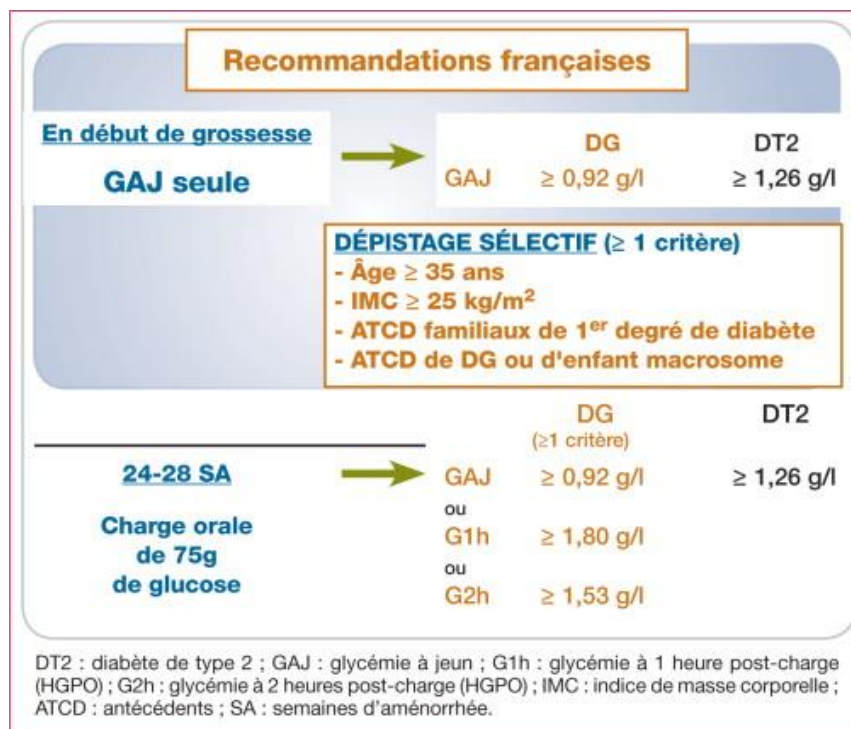 Recommandations françaises
En début de grossesse
GAJ seule
DG DT2
GAJ ≥ 0,92 g/l ≥ 1,26 g/l
DÉPISTAGE SÉLECTIF (≥ 1 critère)
- Âge ≥ 35 ans
- IMC ≥ 25 kg/m²
- ATCD familiaux de 1er degré de diabète
- ATCD de DG ou d'enfant macrosome
DG DT2
(≥1 critère)
24-28 SA
Charge orale
de 75g
de glucose
GAJ ≥ 0,92 g/l ≥ 1,26 g/l
ou
G1h ≥ 1,80 g/l
ou
G2h ≥ 1,53 g/l
DT2 : diabète de type 2 ; GAJ : glycémie à jeun ; G1h : glycémie à 1 heure post-charge
(HGPO) ; G2h : glycémie à 2 heures post-charge (HGPO) ; IMC : indice de masse corporelle ;
ATCD : antécédents ; SA : semaines d'aménorrhée.